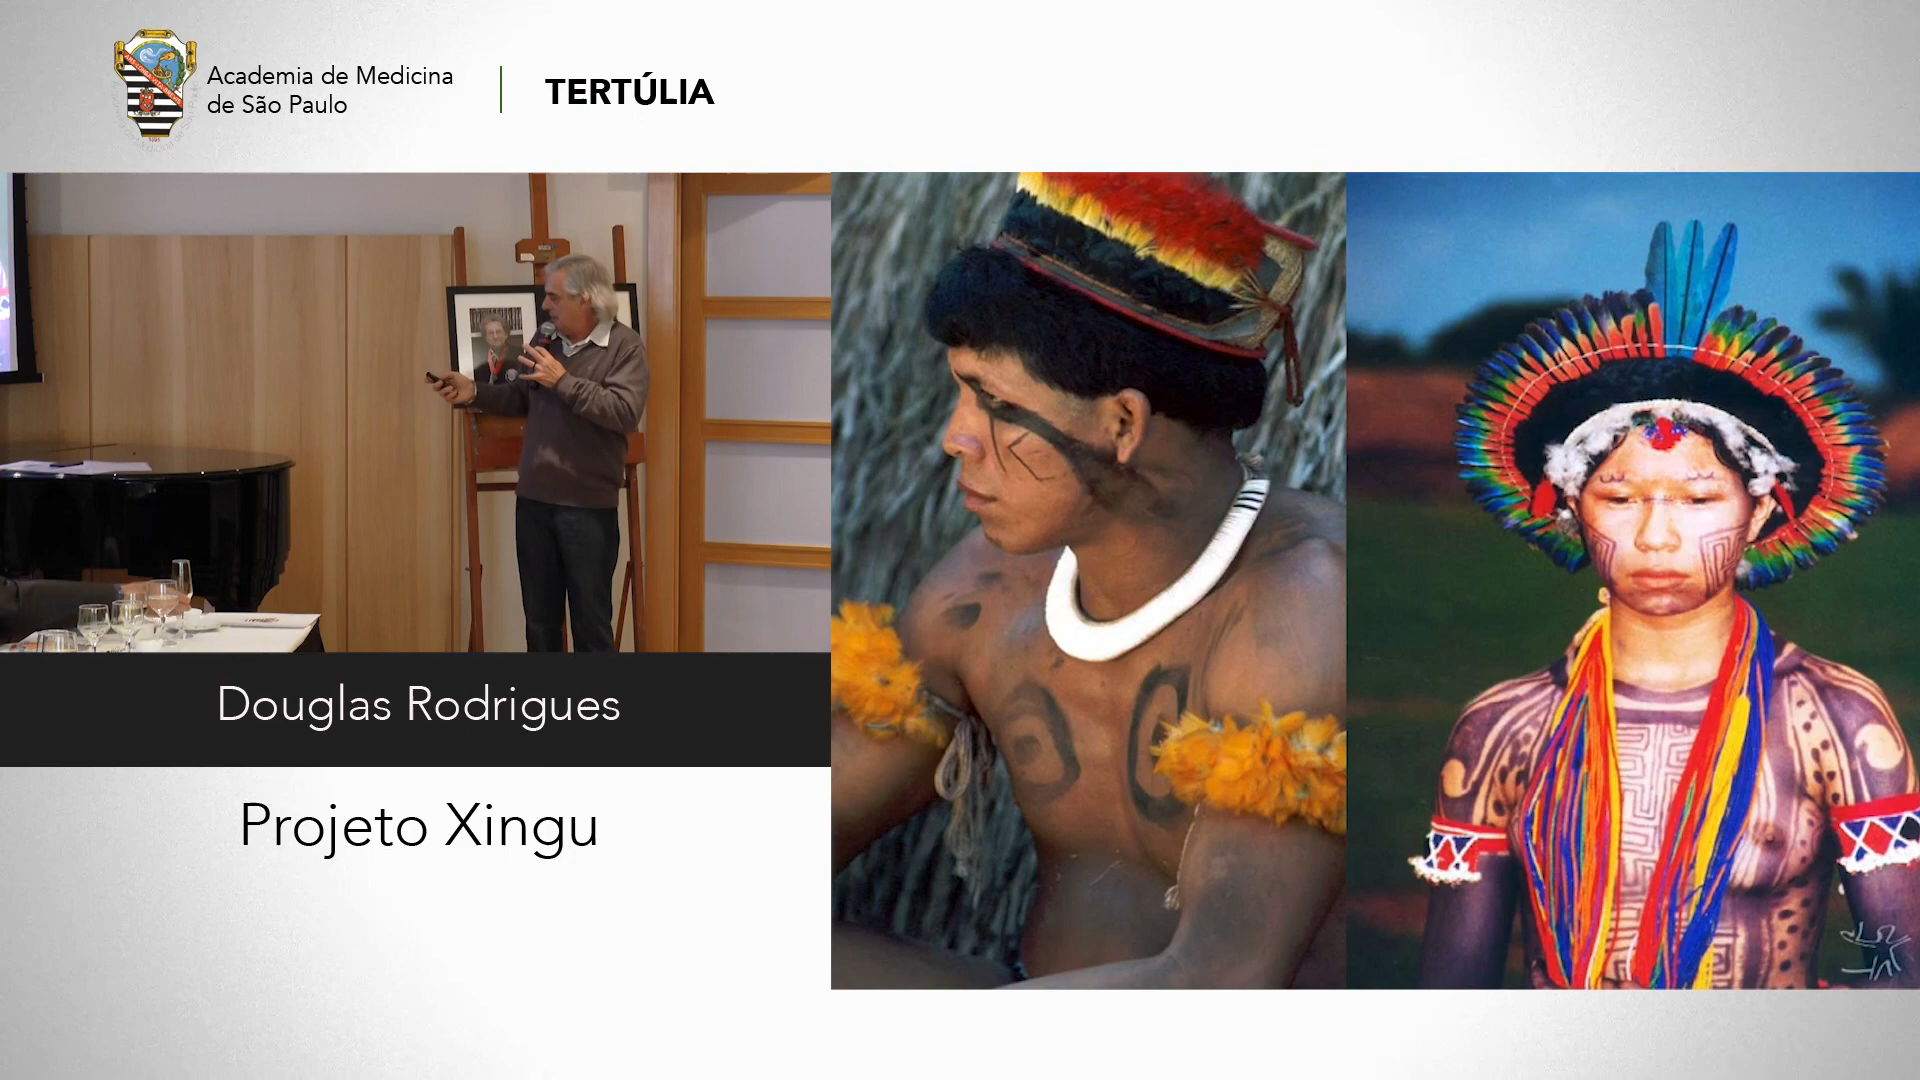 Academia de Medicina
de São Paulo
TERTÚLIA
Douglas Rodrigues
Projeto Xingu